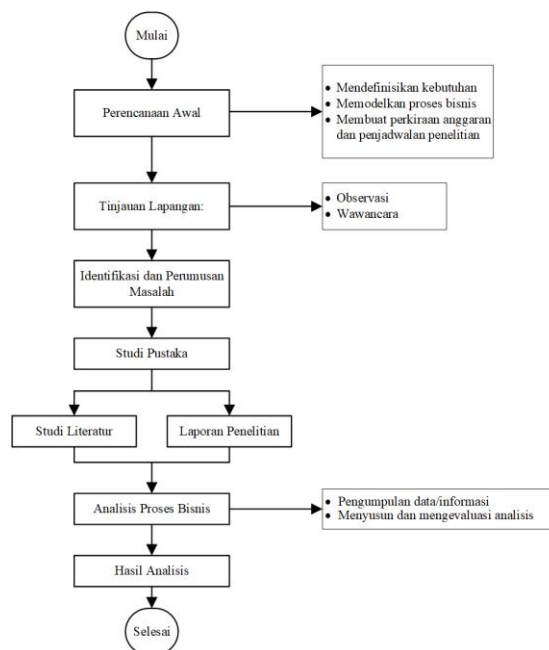 Mulai
Perencanaan Awal
• Mendefinisikan kebutuhan
• Memodelkan proses bisnis
• Membuat perkiraan anggaran
dan penjadwalan penelitian
Tinjauan Lapangan:
• Observasi
• Wawancara
Identifikasi dan Perumusan
Masalah
Studi Pustaka
Studi Literatur
Laporan Penelitian
Analisis Proses Bisnis
• Pengumpulan data/informasi
• Menyusun dan mengevaluasi analisis
Hasil Analisis
Selesai